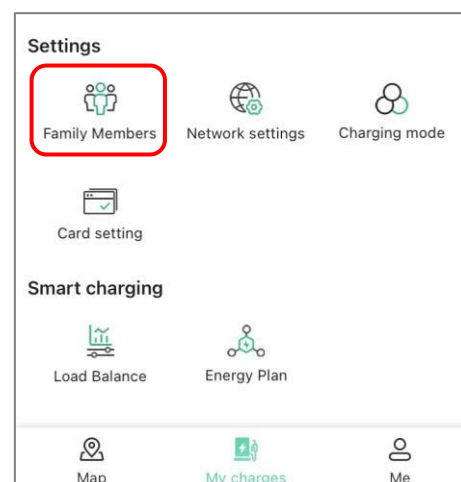 Settings
Family Members Network settings Charging mode
Card setting
Smart charging
Load Balance Energy Plan
Map My charges Me